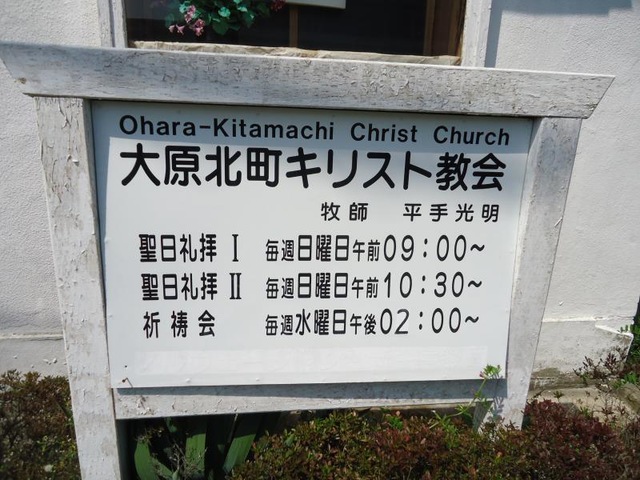 Ohara-Kitamachi Christ Church
大原北町キリスト教会
牧師 平手光明
聖日礼拝 Ⅰ 毎週日曜日午前09：00～
聖日礼拝 Ⅱ 毎週日曜日午前10：30～
祈祷会 毎週水曜日午後02：00～